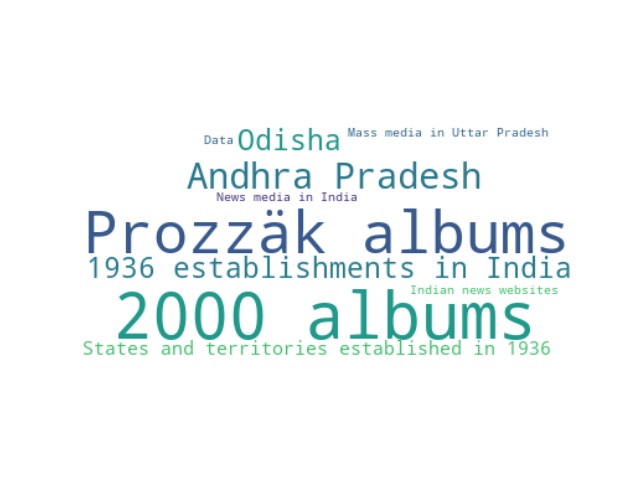 Data Odisha Mass media in Uttar Pradesh
Andhra Pradesh
News media in India
Prozzäk albums
1936 establishments in India
Indian news websites
2000 albums
States and territories established in 1936